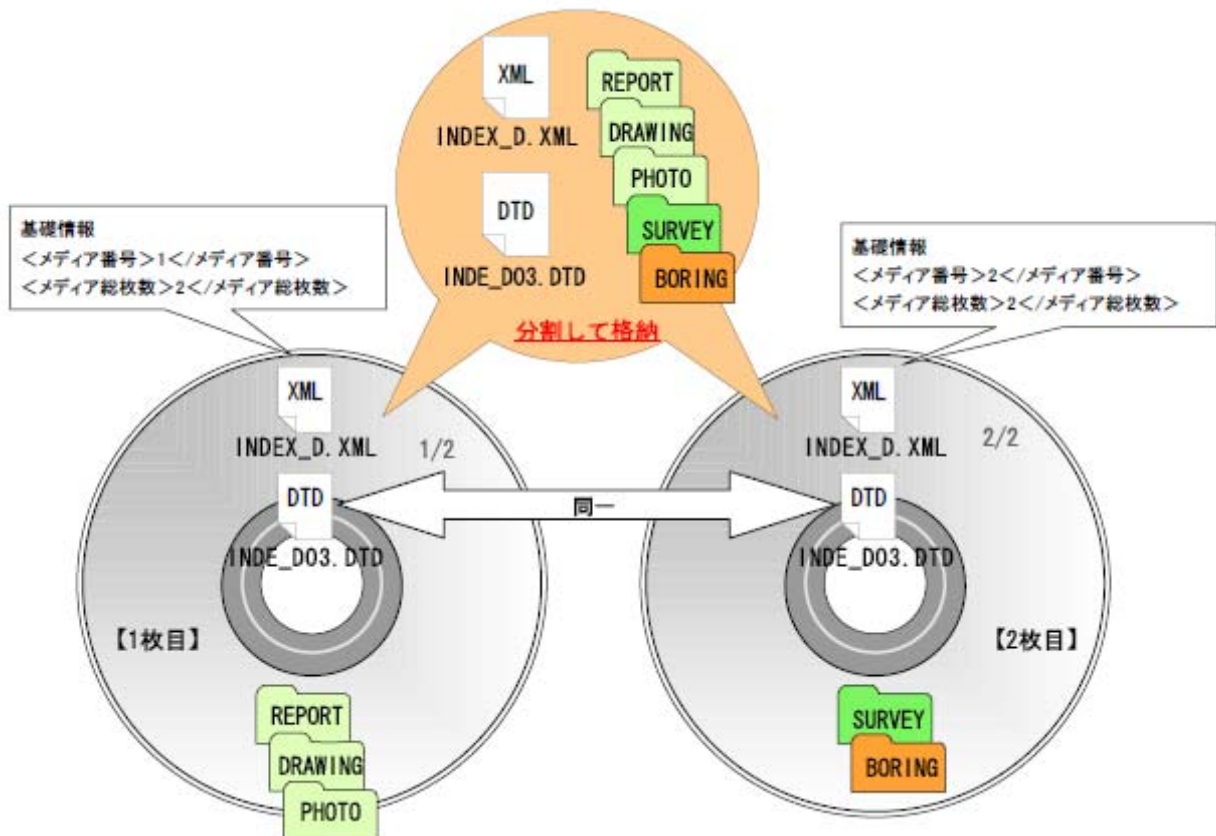 XML
INDEX_D.XML
DTD
INDE_D03.DTD
REPORT
DRAWING
PHOTO
SURVEY
BORING
分割して格納
基礎情報
<メディア番号>1</メディア番号>
<メディア総枚数>2</メディア総枚数>
基礎情報
<メディア番号>2</メディア番号>
<メディア総枚数>2</メディア総枚数>
XML
INDEX_D.XML
1/2
DTD
INDE_D03.DTD
【1枚目】
REPORT
DRAWING
PHOTO
同一
XML
INDEX_D.XML
2/2
DTD
INDE_D03.DTD
【2枚目】
SURVEY
BORING